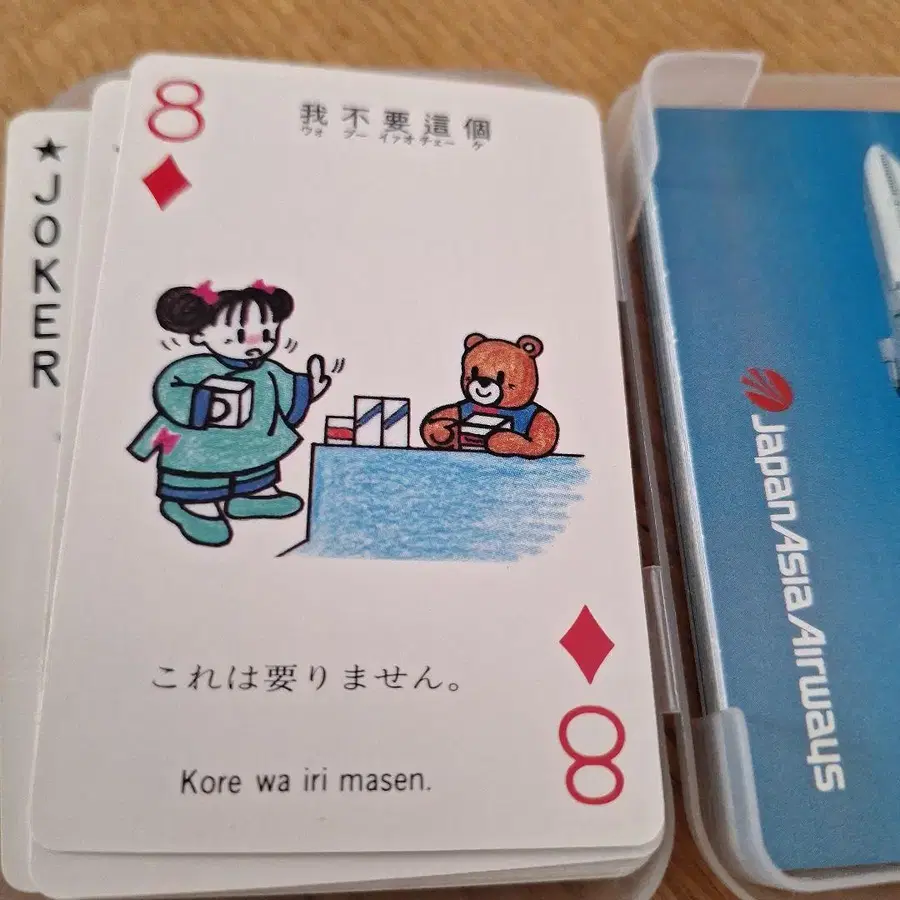 ★JOKER
8
我不要這個
ウォ プー イァオ チェー ケ
これは要りません。
Kore wa iri masen.
8
JapanAsia Airways